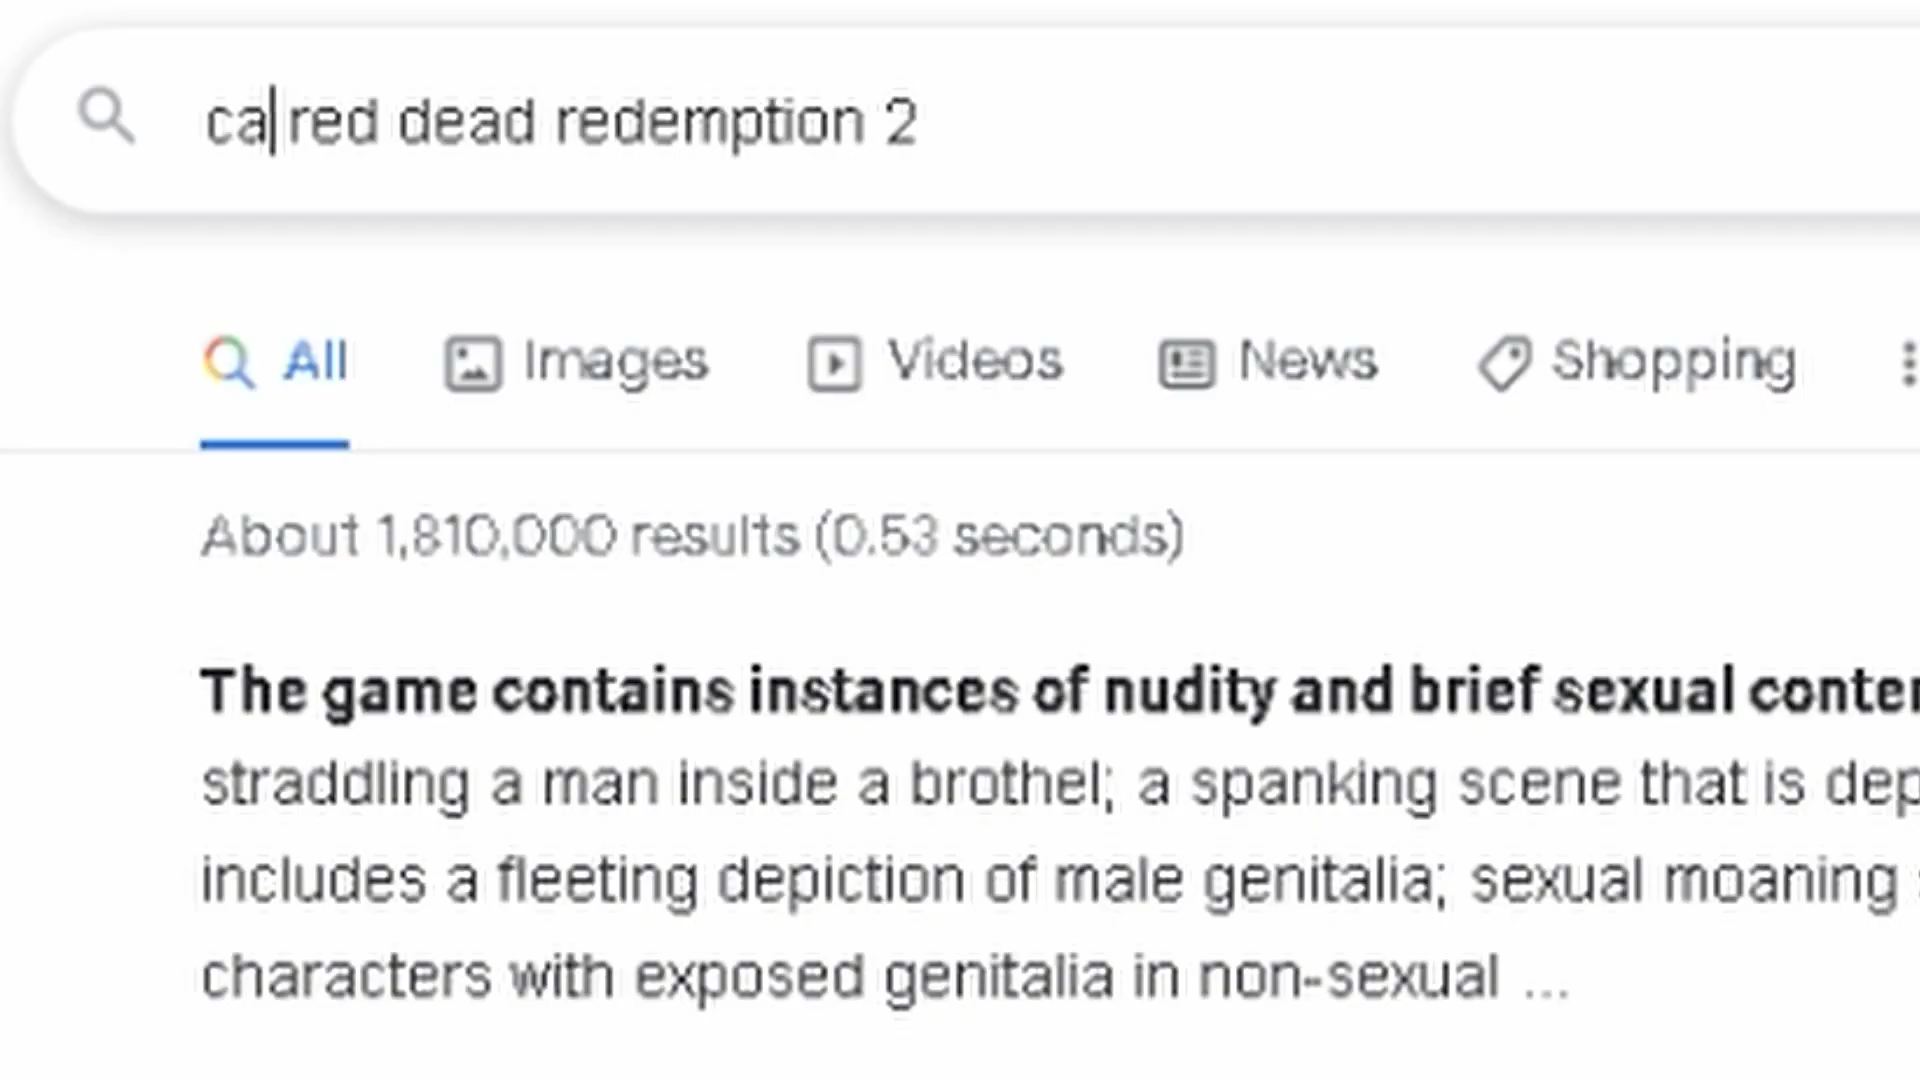 ca red dead redemption 2
All Images Videos News Shopping
About 1,810,000 results (0.53 seconds)
The game contains instances of nudity and brief sexual
straddling a man inside a brothel; a spanking scene that is
includes a fleeting depiction of male genitalia; sexual moaning
characters with exposed genitalia in non-sexual ...